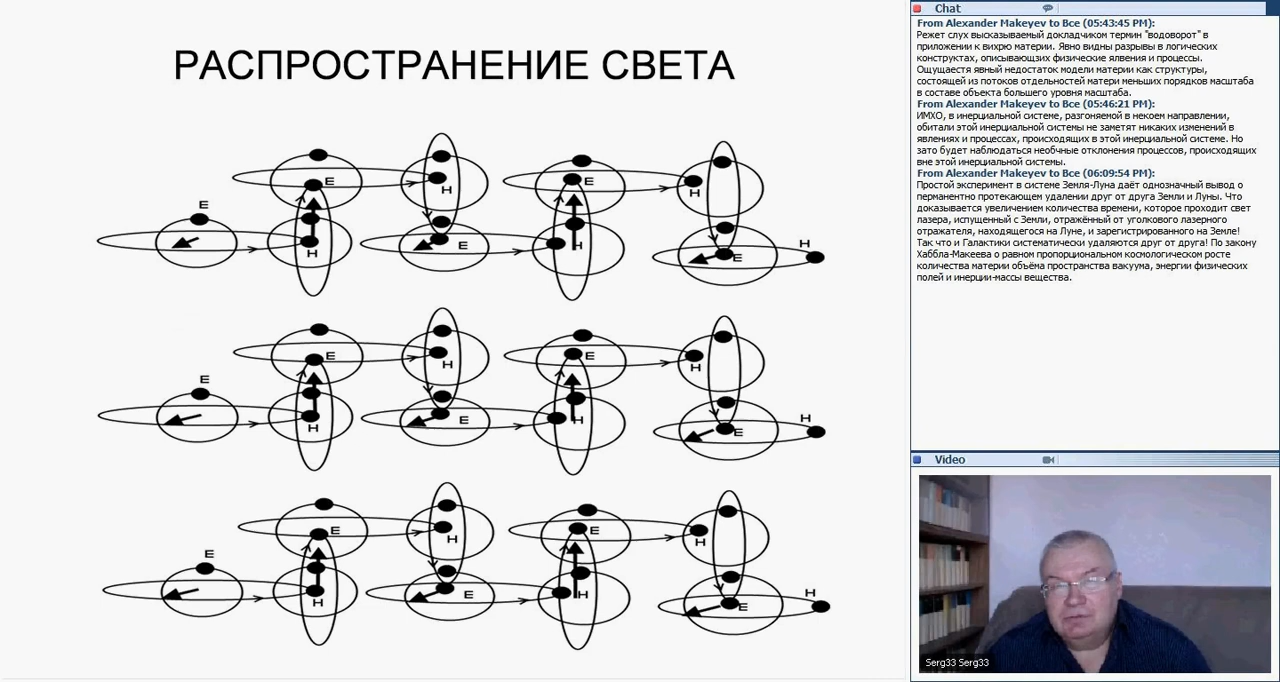 РАСПРОСТРАНЕНИЕ СВЕТА
E H E H E H E H E H
E H E H E H E H E H
E H E H E H E H E H
Chat
From Alexander Makeyev to Все (05:43:45 PM):
Режет слух высказываемый докладчиком термин "водоворот" в
приложении к вихрю материи. Явно видны разрывы в логических
конструктах, описывающих физические ялвения и процессы.
Ощущаестя явный недостаток модели материи как структуры,
состоящей из потоков отдельностей матери меньших порядков масштаба
в составе объекта большего уровня масштаба.
From Alexander Makeyev to Все (05:46:21 PM):
ИМХО, в инерциальной системе, разгоняемой в некоем направлении,
обитали этой инерциальной системы не заметят никаких изменений в
явлениях и процессах, происходящих в этой инерциальной системе. Но
зато будет наблюдаться необчные отклонения процессов, происходящих
вне этой инерциальной системы.
From Alexander Makeyev to Все (06:09:54 PM):
Простой эксперимент в системе Земля-Луна даёт однозначный вывод о
перманентно протекающем удалении друг от друга Земли и Луны. Что
доказывается увеличением количества времени, которое проходит свет
лазера, испущенный с Земли, отражённый от уголкового лазерного
отражателя, находящегося на Луне, и зарегистрированного на Земле!
Так что и Галактики систематически удаляются друг от друга! По закону
Хаббла-Макеева о равном пропорциональном космологическом росте
количества материи объёма пространства вакуума, энергии физических
полей и инерции-массы вещества.
Video
Serg33 Serg33